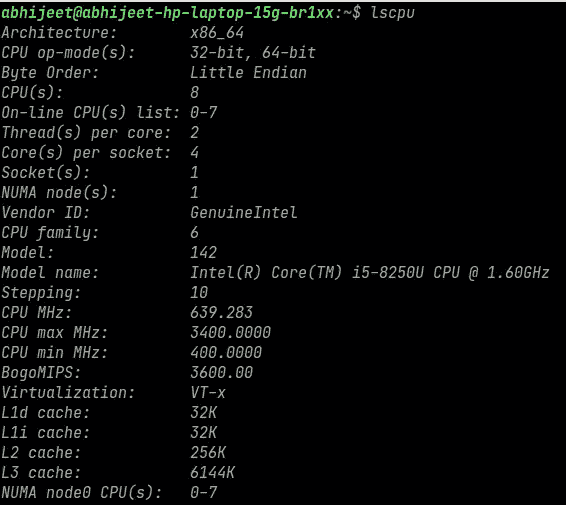 abhijeet@abhijeet-hp-laptop-15g-br1xx:~$ lscpu
Architecture: x86_64
CPU op-mode(s): 32-bit, 64-bit
Byte Order: Little Endian
CPU(s): 8
On-line CPU(s) list: 0-7
Thread(s) per core: 2
Core(s) per socket: 4
Socket(s): 1
NUMA node(s): 1
Vendor ID: GenuineIntel
CPU family: 6
Model: 142
Model name: Intel(R) Core(TM) i5-8250U CPU @ 1.60GHz
Stepping: 10
CPU MHz: 639.283
CPU max MHz: 3400.0000
CPU min MHz: 400.0000
BogoMIPS: 3600.00
Virtualization: VT-x
L1d cache: 32K
L1i cache: 32K
L2 cache: 256K
L3 cache: 6144K
NUMA node0 CPU(s): 0-7